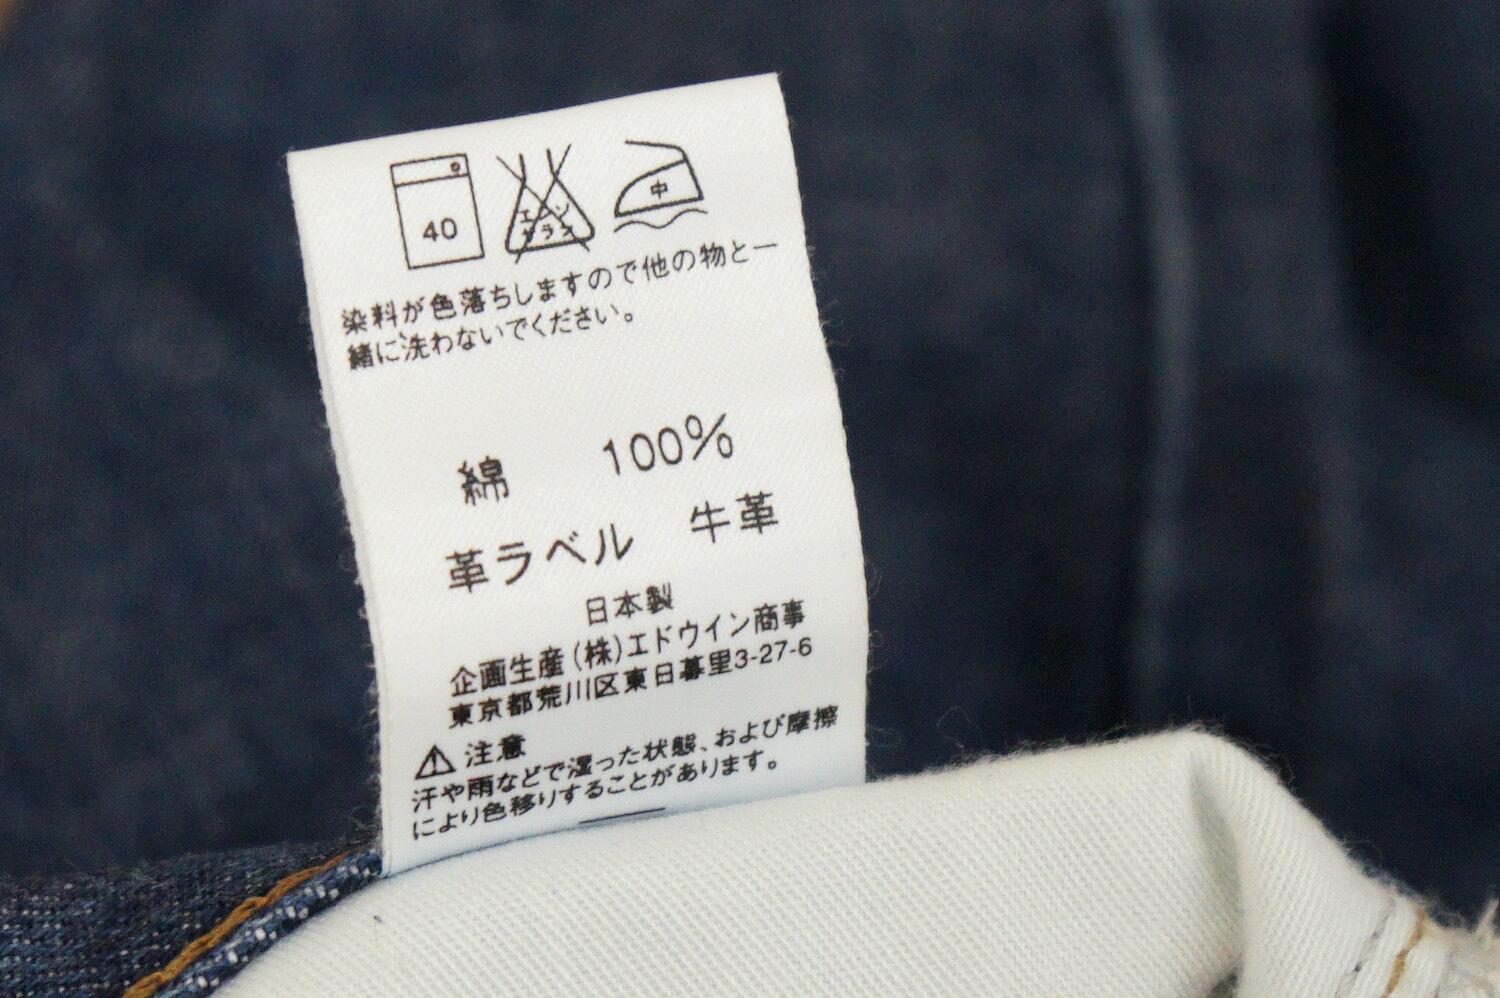 40
エンソ
サラシ
中
染料が色落ちしますので他の物と一
緒に洗わないでください。
綿 100%
革ラベル 牛革
日本製
企画生産(株)エドウイン商事
東京都荒川区東日暮里3-27-6
注意
汗や雨などで湿った状態、および摩擦
により色移りすることがあります。